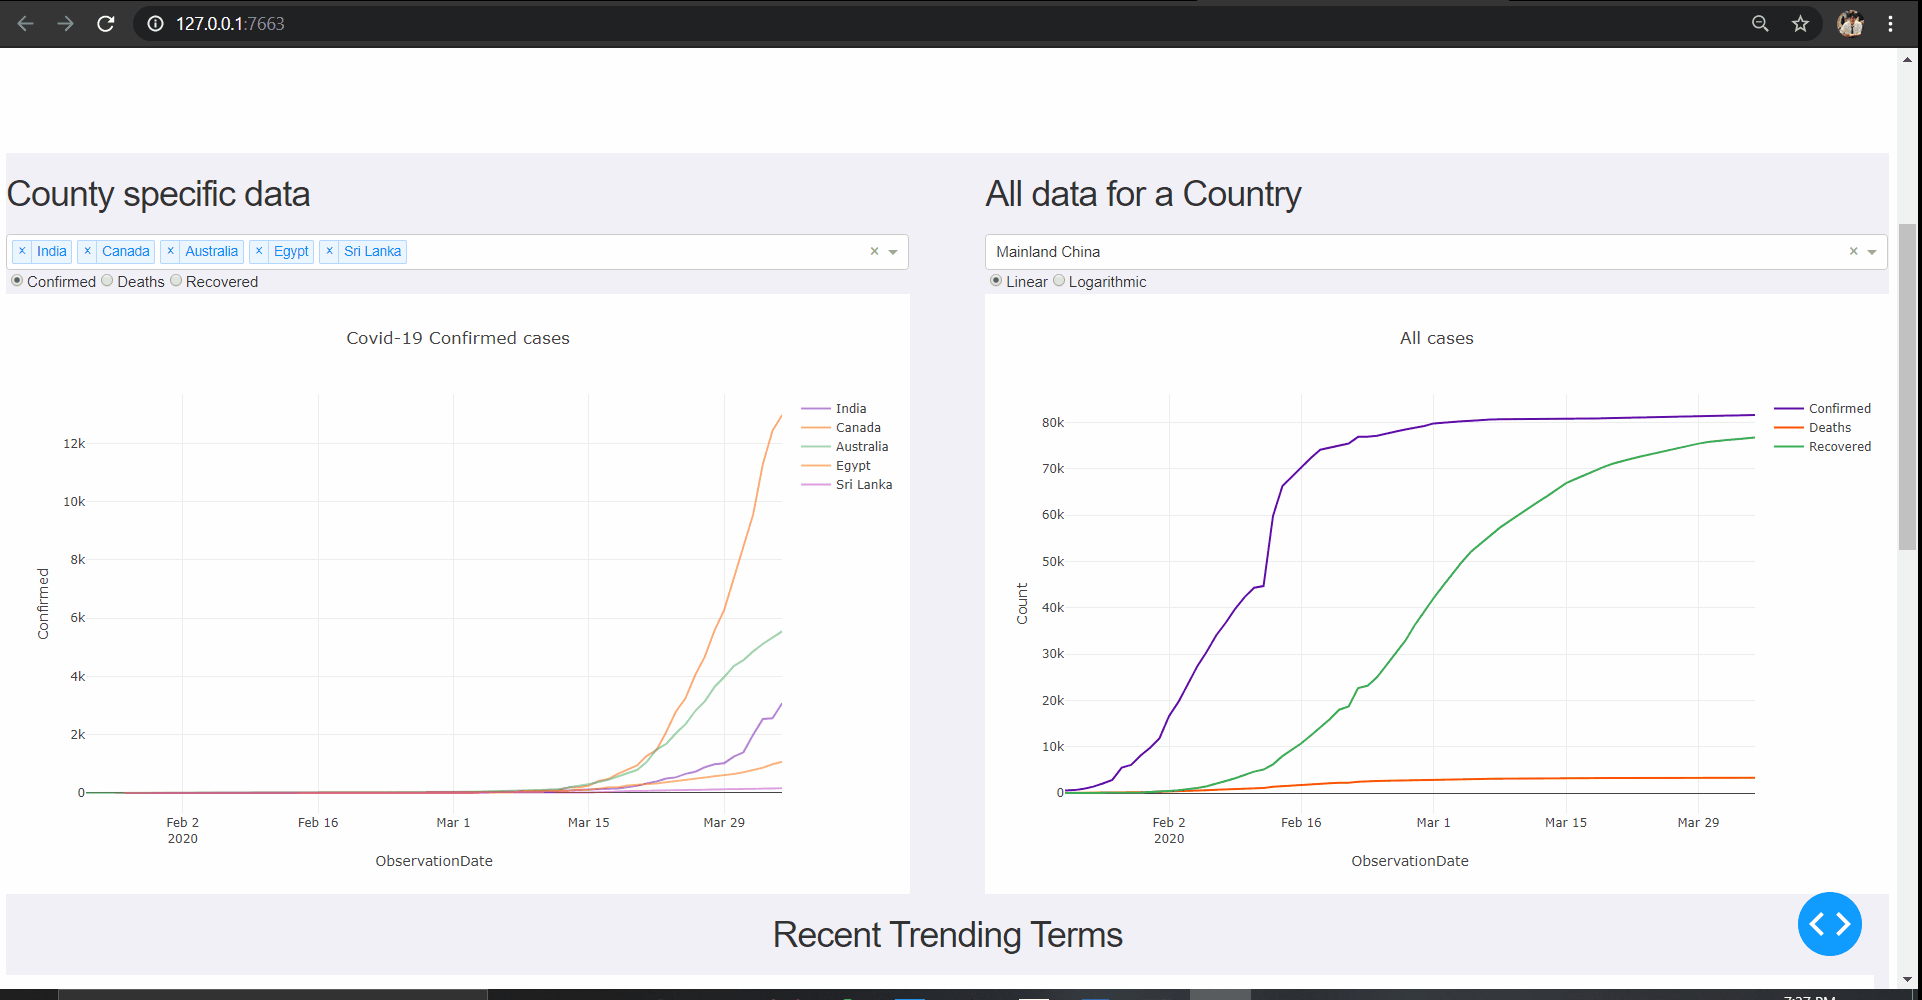 127.0.0.1:7663
County specific data
× India × Canada × Australia × Egypt × Sri Lanka ×
Confirmed Deaths Recovered
Covid-19 Confirmed cases
12k
10k
8k
6k
4k
2k
0
Confirmed
Feb 2
2020
Feb 16
Mar 1
Mar 15
Mar 29
ObservationDate
India
Canada
Australia
Egypt
Sri Lanka
All data for a Country
Mainland China ×
Linear Logarithmic
All cases
80k
70k
60k
50k
40k
30k
20k
10k
0
Count
Feb 2
2020
Feb 16
Mar 1
Mar 15
Mar 29
ObservationDate
Confirmed
Deaths
Recovered
Recent Trending Terms